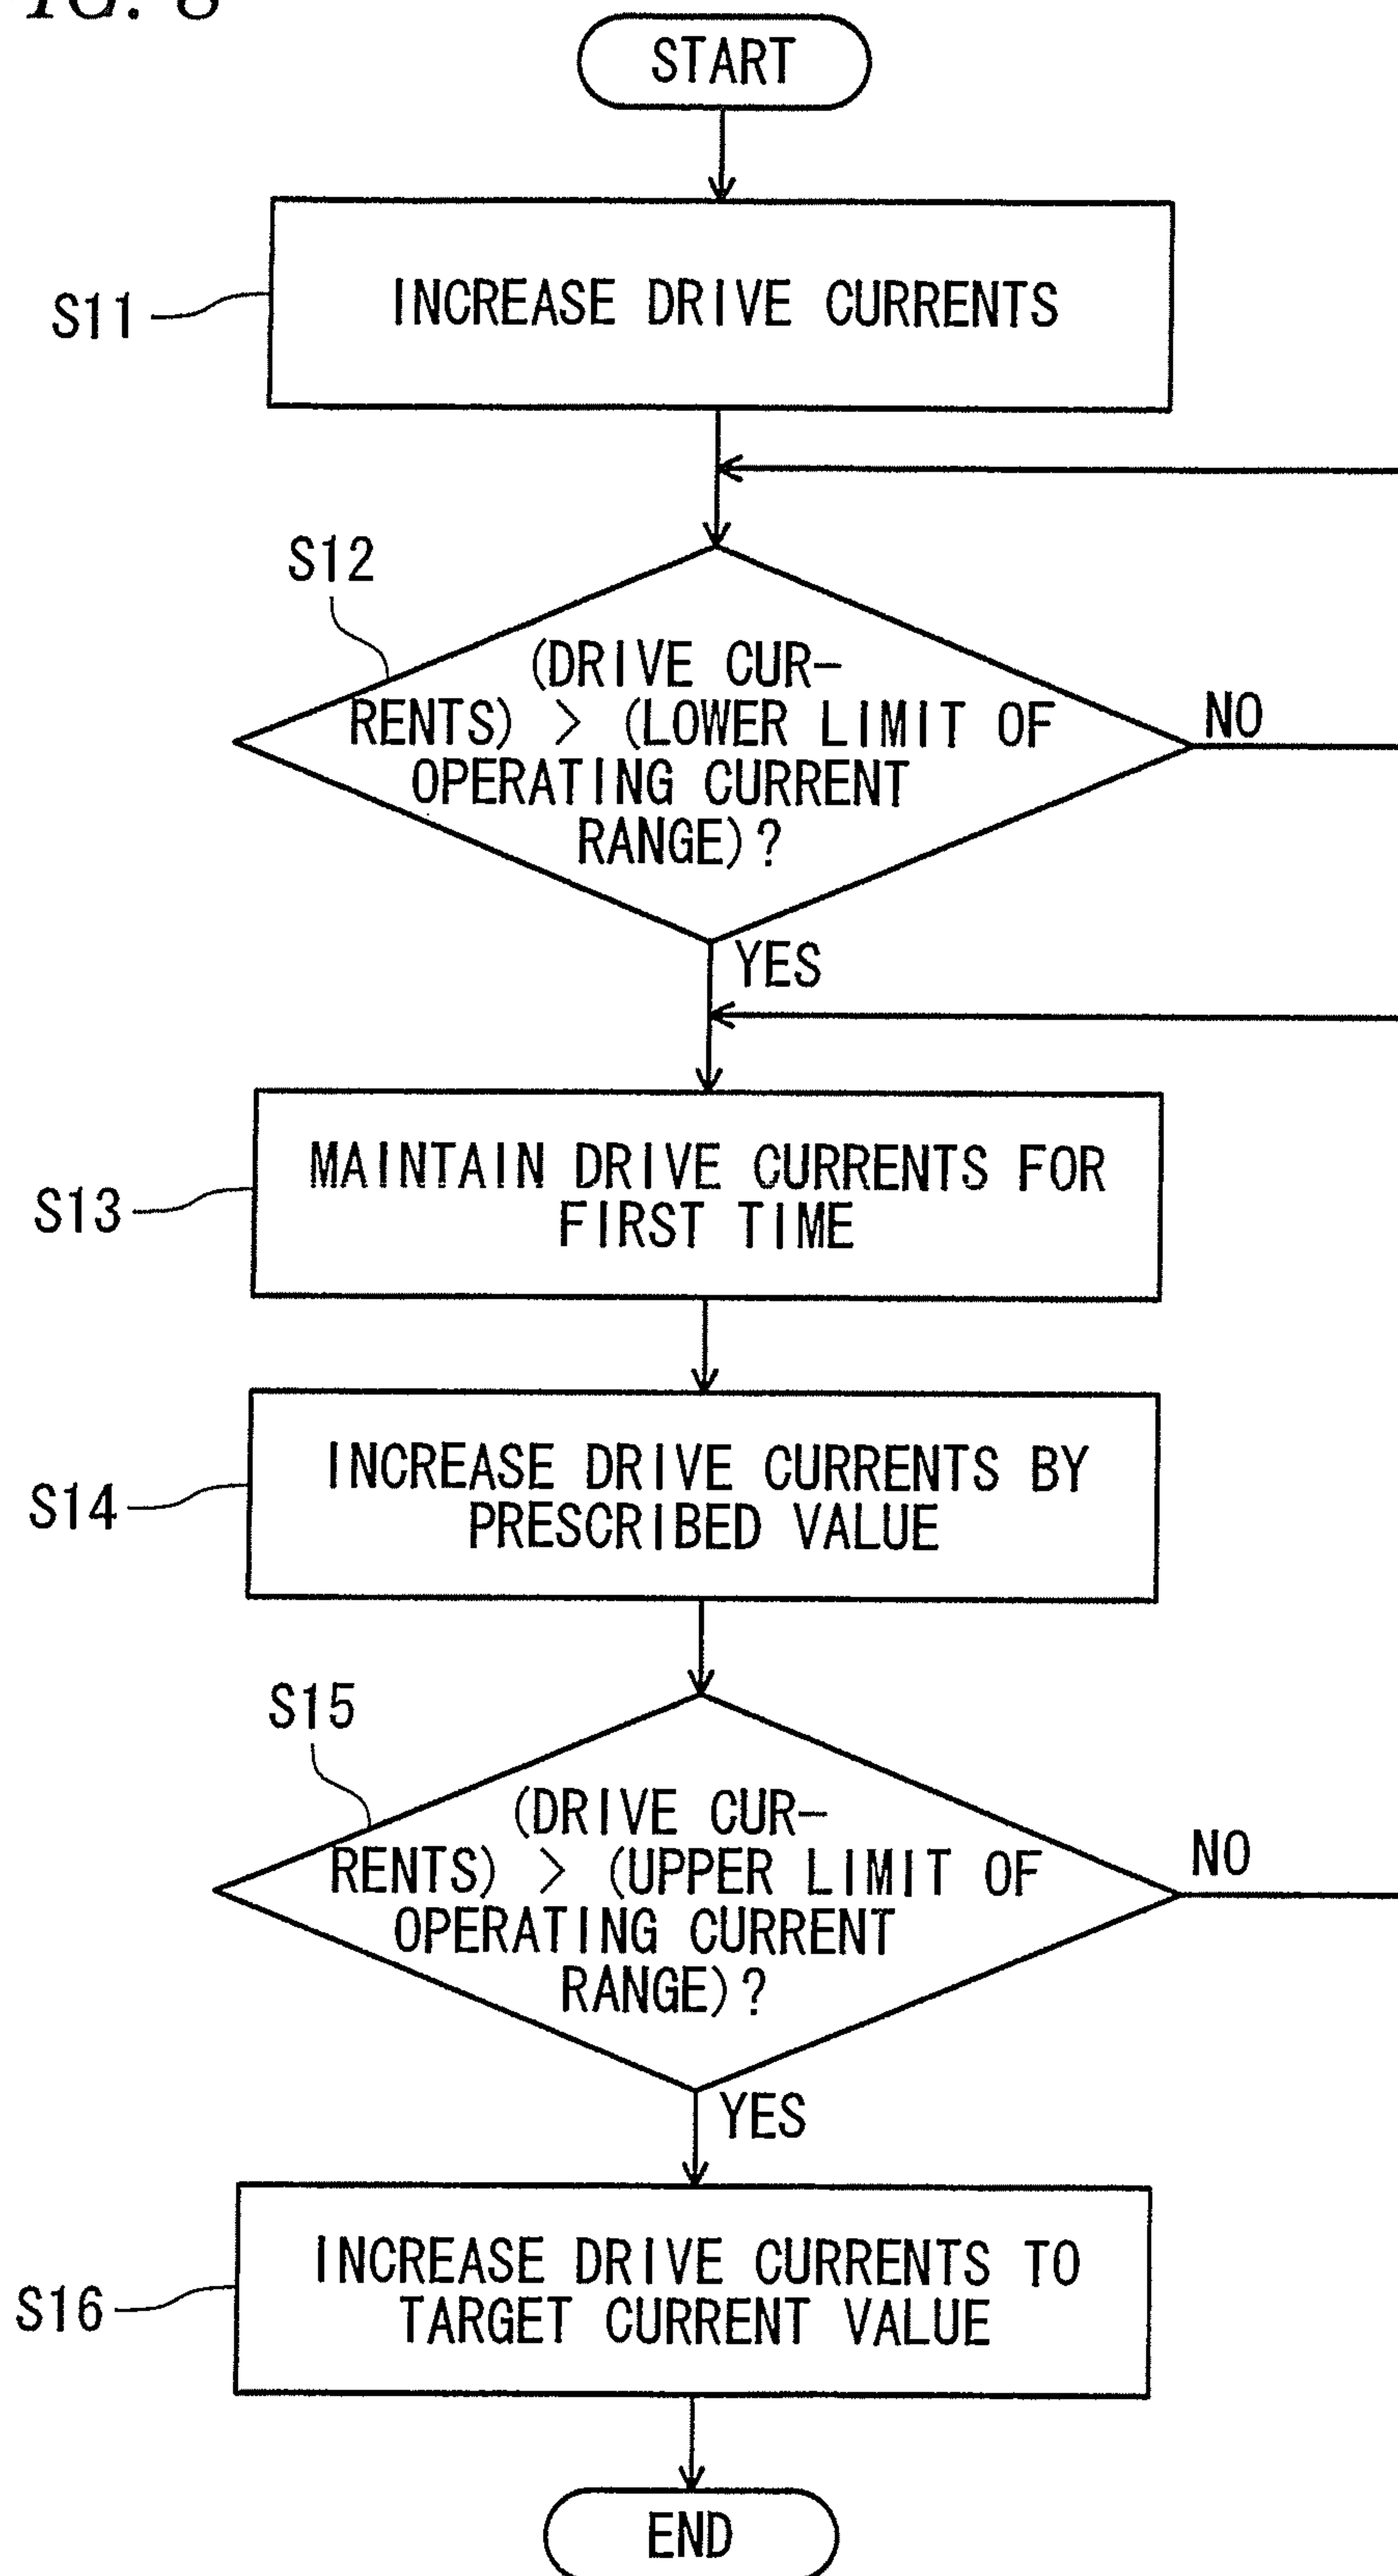 START
S11
INCREASE DRIVE CURRENTS
S12
(DRIVE CUR-
RENTS) > (LOWER LIMIT OF
OPERATING CURRENT
RANGE)?
NO
YES
S13
MAINTAIN DRIVE CURRENTS FOR
FIRST TIME
S14
INCREASE DRIVE CURRENTS BY
PRESCRIBED VALUE
S15
(DRIVE CUR-
RENTS) > (UPPER LIMIT OF
OPERATING CURRENT
RANGE)?
NO
YES
S16
INCREASE DRIVE CURRENTS TO
TARGET CURRENT VALUE
END